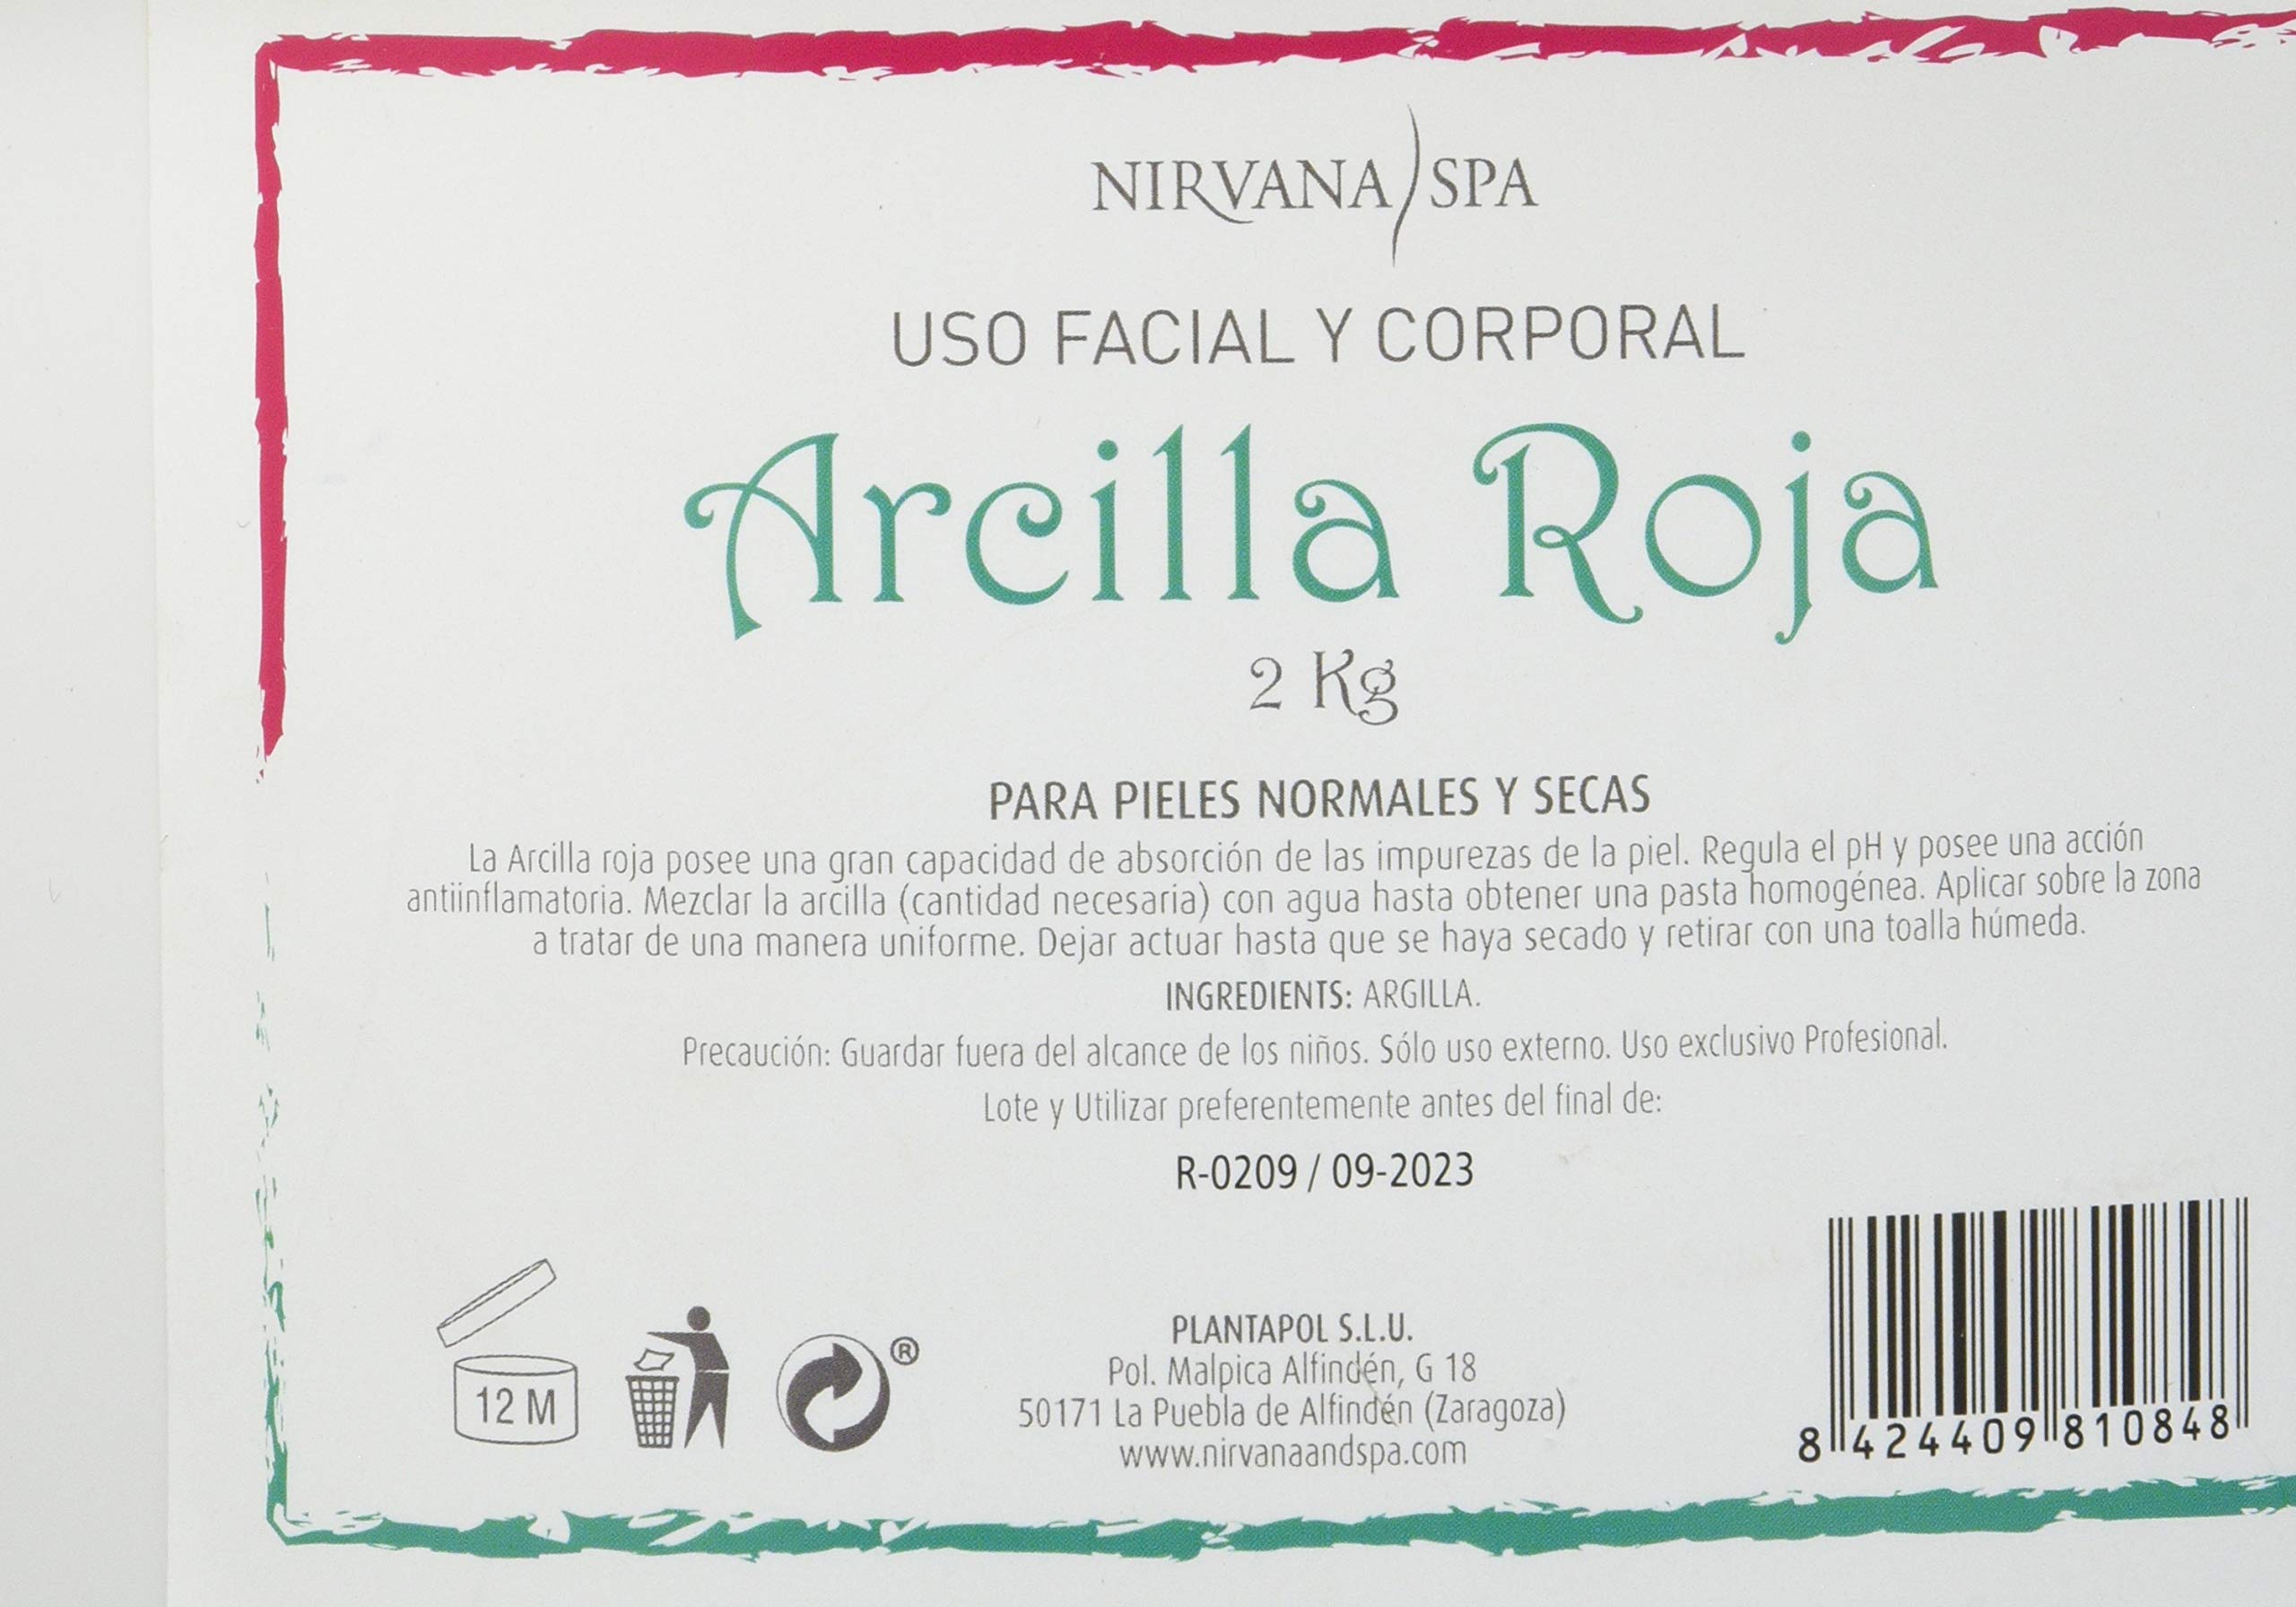 NIRVANA SPA
USO FACIAL Y CORPORAL
Arcilla Roja
2 Kg
PARA PIELES NORMALES Y SECAS
La Arcilla roja posee una gran capacidad de absorción de las impurezas de la piel. Regula el pH y posee una acción
antiinflamatoria. Mezclar la arcilla (cantidad necesaria) con agua hasta obtener una pasta homogénea. Aplicar sobre la zona
a tratar de una manera uniforme. Dejar actuar hasta que se haya secado y retirar con una toalla húmeda.
INGREDIENTS: ARGILLA.
Precaución: Guardar fuera del alcance de los niños. Sólo uso externo. Uso exclusivo Profesional.
Lote y Utilizar preferentemente antes del final de:
R-0209 / 09-2023
12 M
®
PLANTAPOL S.L.U.
Pol. Malpica Alfindén, G 18
50171 La Puebla de Alfindén (Zaragoza)
www.nirvanaandspa.com
8 424409 810848